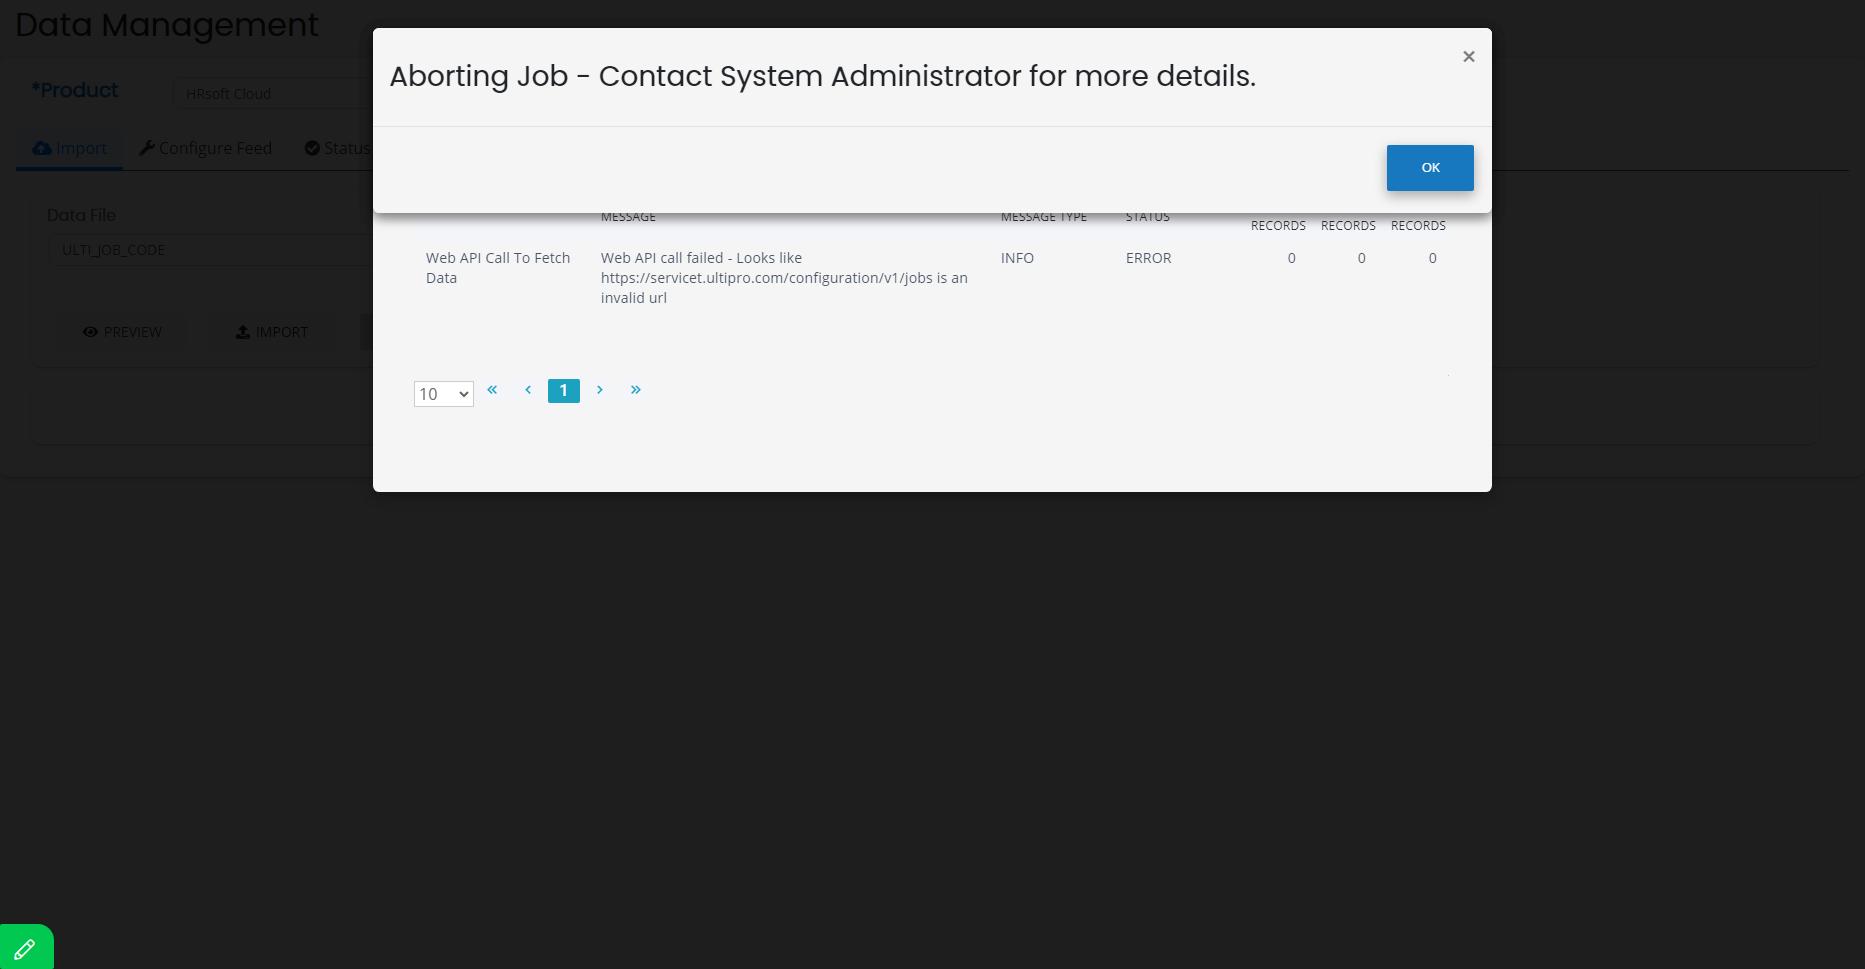 Data Management
×
Aborting Job - Contact System Administrator for more details.
*Product
HRsoft Cloud
Import
Configure Feed
Status
OK
Data File
MESSAGE
MESSAGE TYPE
STATUS
RECORDS
RECORDS
RECORDS
ULTI_JOB_CODE
Web API Call To Fetch
Data
Web API call failed - Looks like
https://servicet.ultipro.com/configuration/v1/jobs is an
invalid url
INFO
ERROR
0
0
0
PREVIEW
IMPORT
10
« ‹ 1 › »